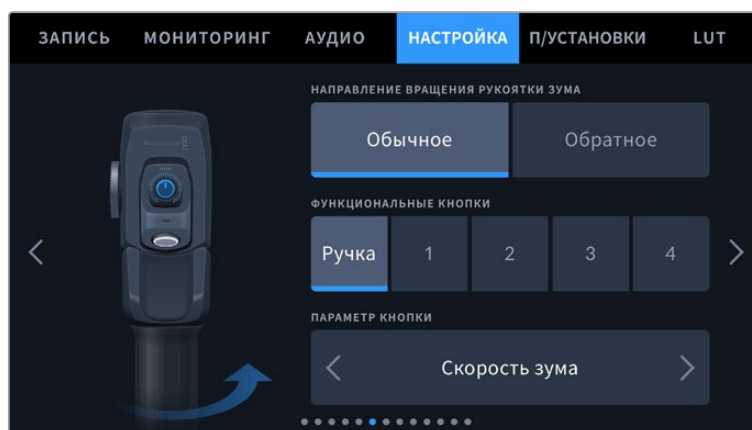 ЗАПИСЬ МОНИТОРИНГ АУДИО НАСТРОЙКА П/УСТАНОВКИ LUT
НАПРАВЛЕНИЕ ВРАЩЕНИЯ РУКОЯТКИ ЗУМА
Обычное Обратное
ФУНКЦИОНАЛЬНЫЕ КНОПКИ
Ручка 1 2 3 4
ПАРАМЕТР КНОПКИ
Скорость зума